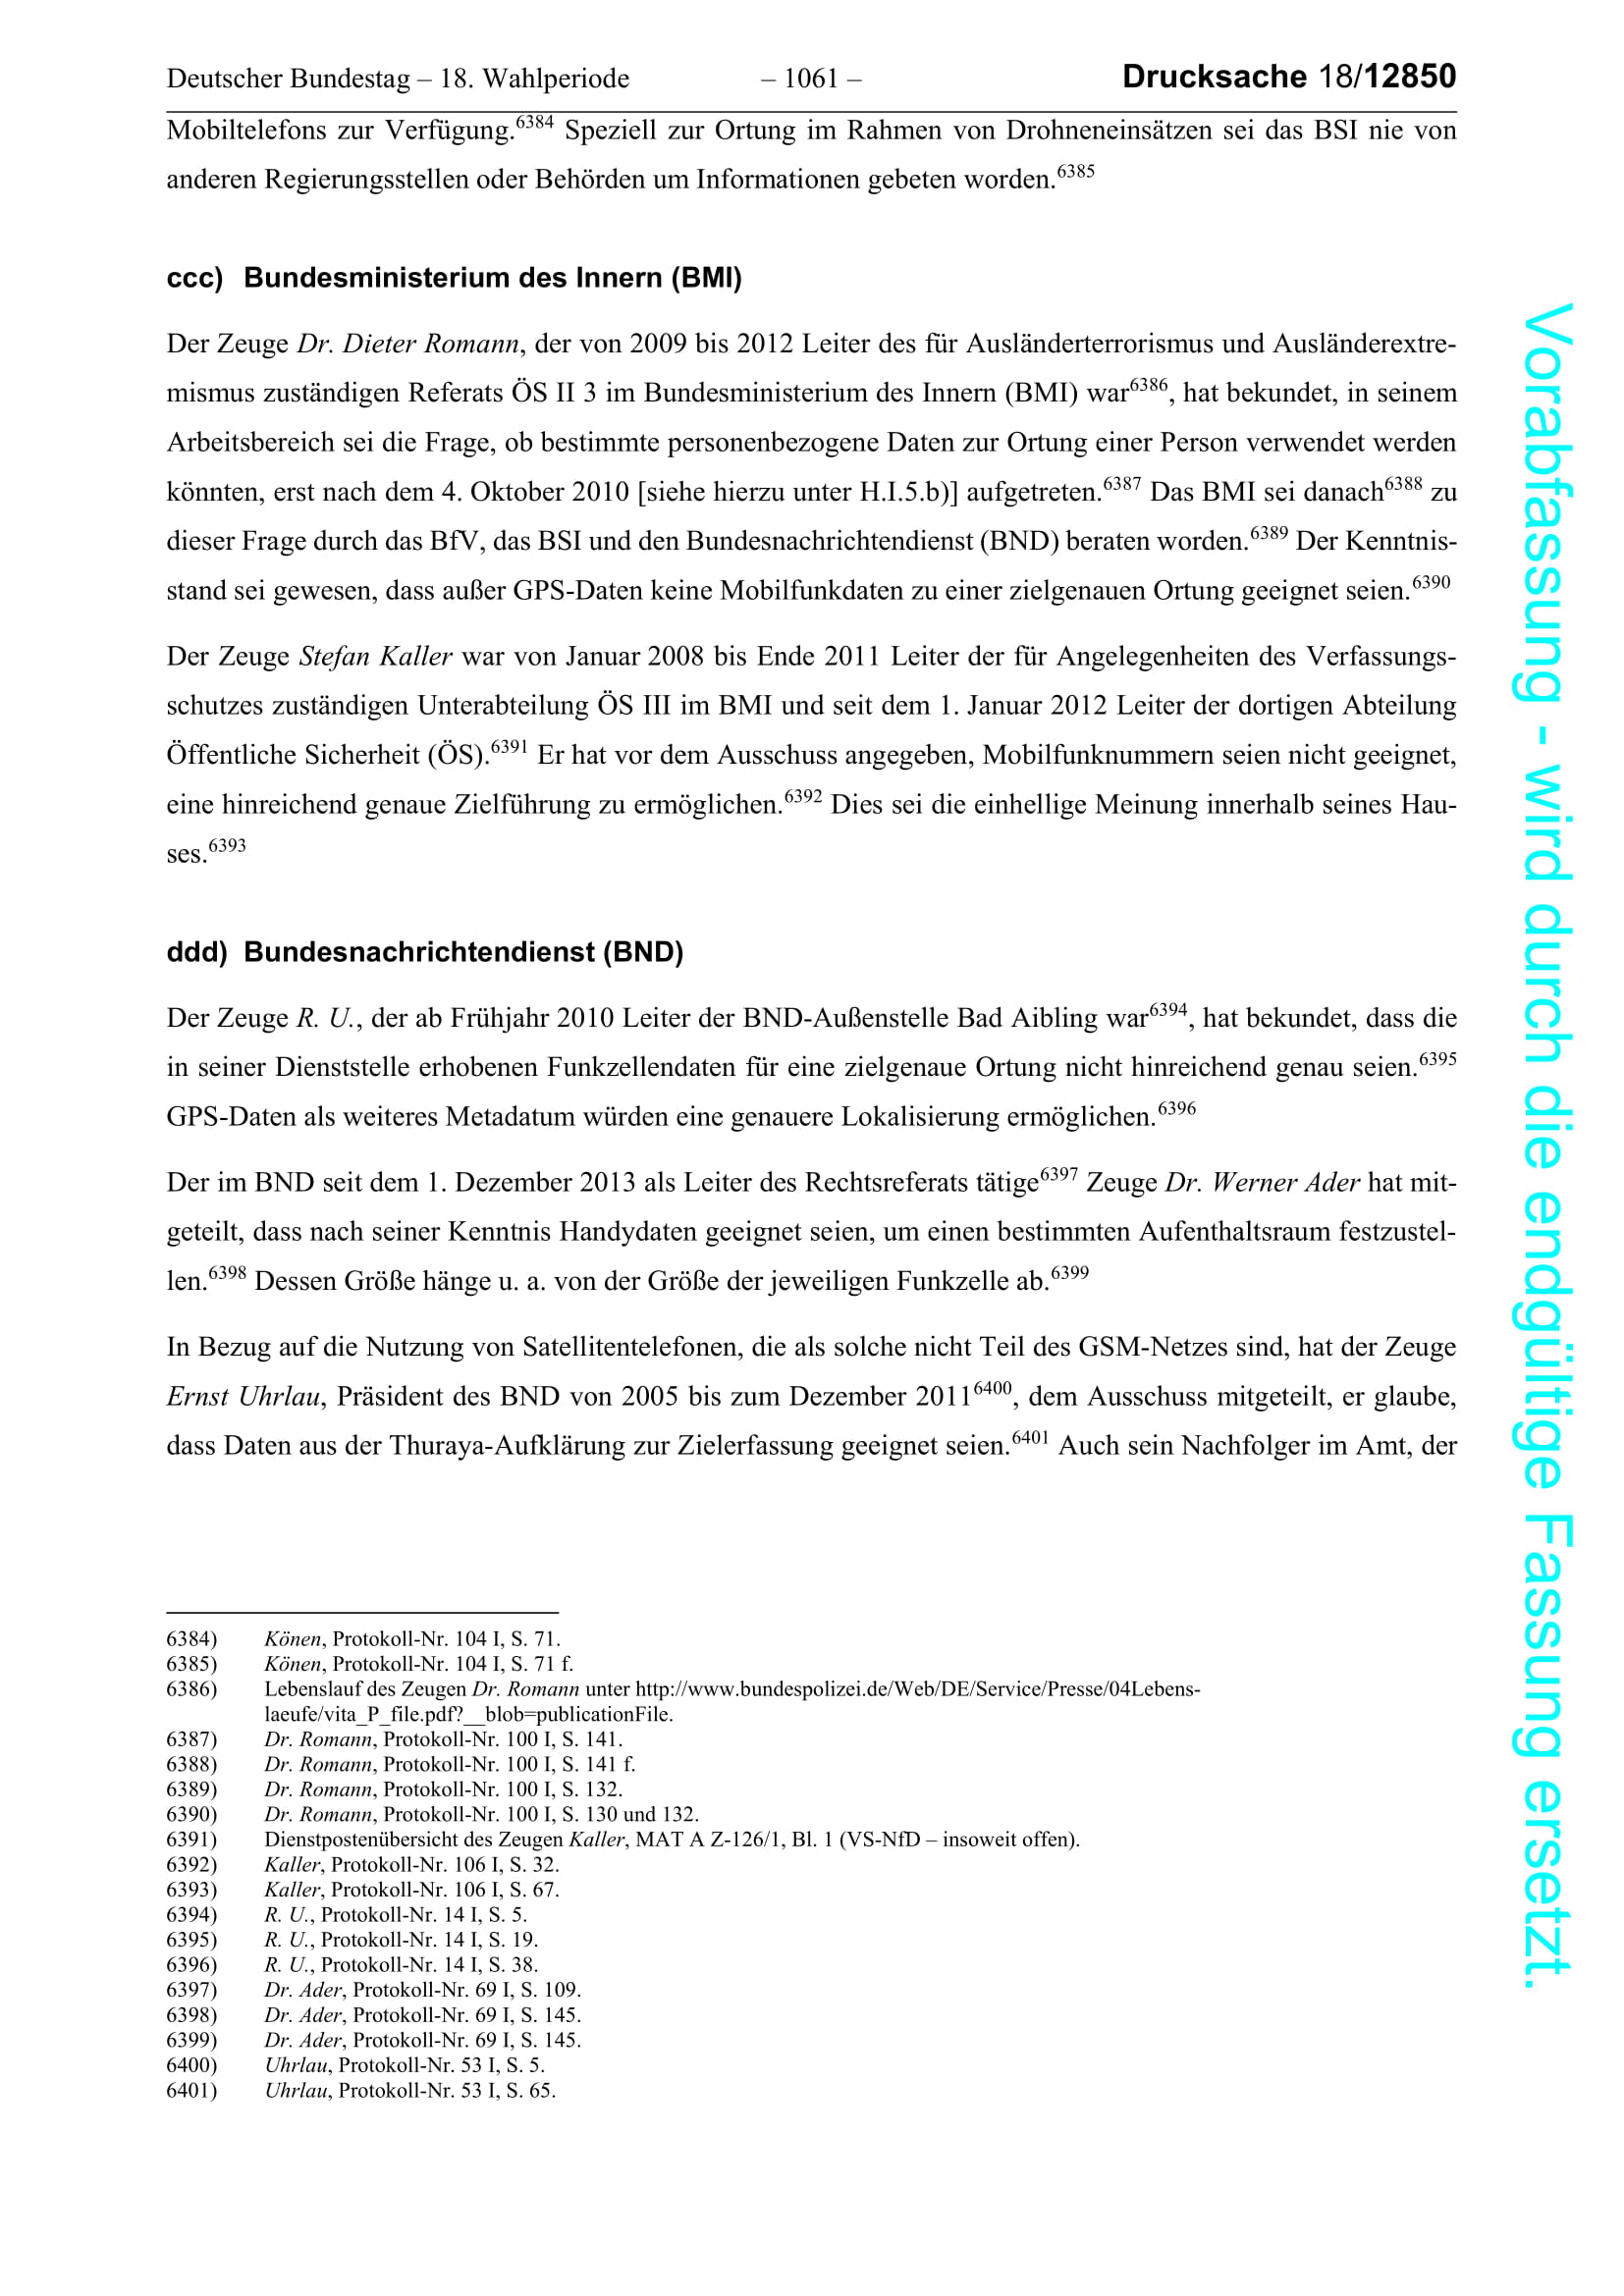 Deutscher Bundestag – 18. Wahlperiode – 1061 – Drucksache 18/12850
Mobiltelefons zur Verfügung.6384 Speziell zur Ortung im Rahmen von Drohneneinsätzen sei das BSI nie von
anderen Regierungsstellen oder Behörden um Informationen gebeten worden.6385
ccc) Bundesministerium des Innern (BMI)
Der Zeuge Dr. Dieter Romann, der von 2009 bis 2012 Leiter des für Ausländerterrorismus und Ausländerextre-
mismus zuständigen Referats ÖS II 3 im Bundesministerium des Innern (BMI) war6386, hat bekundet, in seinem
Arbeitsbereich sei die Frage, ob bestimmte personenbezogene Daten zur Ortung einer Person verwendet werden
könnten, erst nach dem 4. Oktober 2010 [siehe hierzu unter H.I.5.b)] aufgetreten.6387 Das BMI sei danach6388 zu
dieser Frage durch das BfV, das BSI und den Bundesnachrichtendienst (BND) beraten worden.6389 Der Kenntnis-
stand sei gewesen, dass außer GPS-Daten keine Mobilfunkdaten zu einer zielgenauen Ortung geeignet seien.6390
Der Zeuge Stefan Kaller war von Januar 2008 bis Ende 2011 Leiter der für Angelegenheiten des Verfassungs-
schutzes zuständigen Unterabteilung ÖS III im BMI und seit dem 1. Januar 2012 Leiter der dortigen Abteilung
Öffentliche Sicherheit (ÖS).6391 Er hat vor dem Ausschuss angegeben, Mobilfunknummern seien nicht geeignet,
eine hinreichend genaue Zielführung zu ermöglichen.6392 Dies sei die einhellige Meinung innerhalb seines Hau-
ses.6393
ddd) Bundesnachrichtendienst (BND)
Der Zeuge R. U., der ab Frühjahr 2010 Leiter der BND-Außenstelle Bad Aibling war6394, hat bekundet, dass die
in seiner Dienststelle erhobenen Funkzellendaten für eine zielgenaue Ortung nicht hinreichend genau seien.6395
GPS-Daten als weiteres Metadatum würden eine genauere Lokalisierung ermöglichen.6396
Der im BND seit dem 1. Dezember 2013 als Leiter des Rechtsreferats tätige6397 Zeuge Dr. Werner Ader hat mit-
geteilt, dass nach seiner Kenntnis Handydaten geeignet seien, um einen bestimmten Aufenthaltsraum festzustel-
len.6398 Dessen Größe hänge u. a. von der Größe der jeweiligen Funkzelle ab.6399
In Bezug auf die Nutzung von Satellitentelefonen, die als solche nicht Teil des GSM-Netzes sind, hat der Zeuge
Ernst Uhrlau, Präsident des BND von 2005 bis zum Dezember 20116400, dem Ausschuss mitgeteilt, er glaube,
dass Daten aus der Thuraya-Aufklärung zur Zielerfassung geeignet seien.6401 Auch sein Nachfolger im Amt, der
6384) Könen, Protokoll-Nr. 104 I, S. 71.
6385) Könen, Protokoll-Nr. 104 I, S. 71 f.
6386) Lebenslauf des Zeugen Dr. Romann unter http://www.bundespolizei.de/Web/DE/Service/Presse/04Lebens-
laeufe/vita_P_file.pdf?__blob=publicationFile.
6387) Dr. Romann, Protokoll-Nr. 100 I, S. 141.
6388) Dr. Romann, Protokoll-Nr. 100 I, S. 141 f.
6389) Dr. Romann, Protokoll-Nr. 100 I, S. 132.
6390) Dr. Romann, Protokoll-Nr. 100 I, S. 130 und 132.
6391) Dienstpostenübersicht des Zeugen Kaller, MAT A Z-126/1, Bl. 1 (VS-NfD – insoweit offen).
6392) Kaller, Protokoll-Nr. 106 I, S. 32.
6393) Kaller, Protokoll-Nr. 106 I, S. 67.
6394) R. U., Protokoll-Nr. 14 I, S. 5.
6395) R. U., Protokoll-Nr. 14 I, S. 19.
6396) R. U., Protokoll-Nr. 14 I, S. 38.
6397) Dr. Ader, Protokoll-Nr. 69 I, S. 109.
6398) Dr. Ader, Protokoll-Nr. 69 I, S. 145.
6399) Dr. Ader, Protokoll-Nr. 69 I, S. 145.
6400) Uhrlau, Protokoll-Nr. 53 I, S. 5.
6401) Uhrlau, Protokoll-Nr. 53 I, S. 65.
Vorabfassung - wird durch die endgültige Fassung ersetzt.